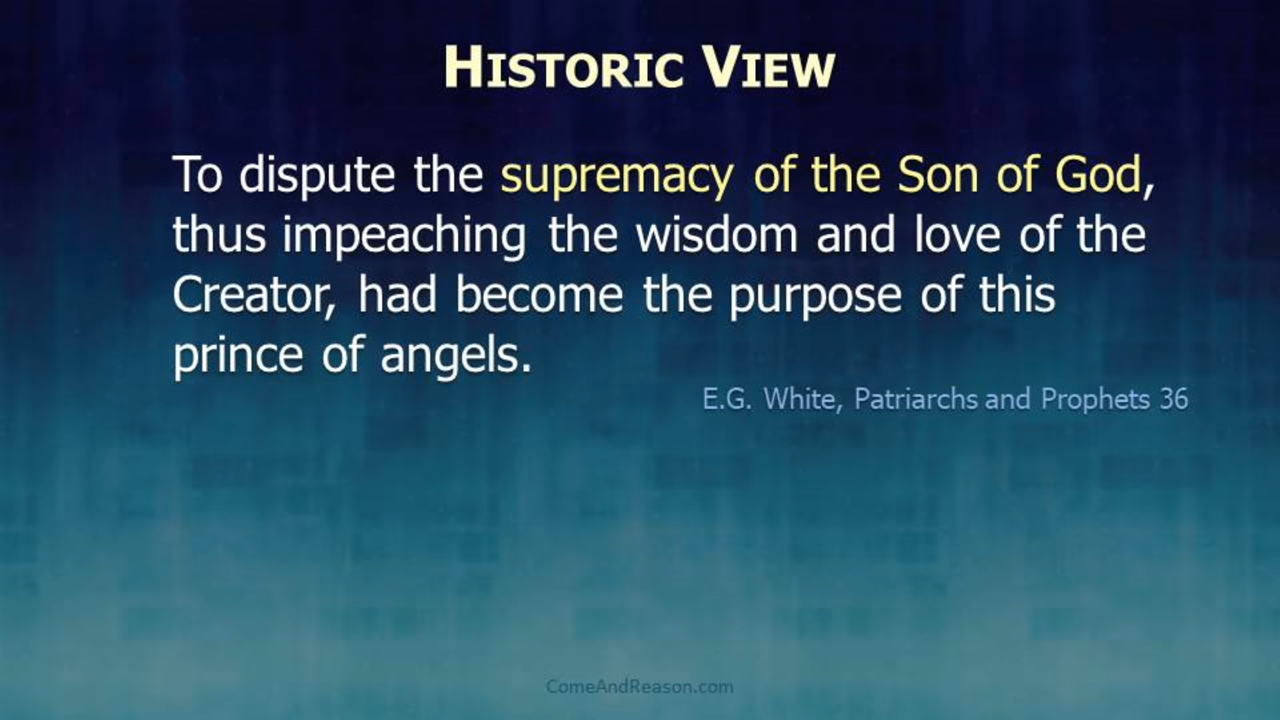 HISTORIC VIEW
To dispute the supremacy of the Son of God,
thus impeaching the wisdom and love of the
Creator, had become the purpose of this
prince of angels.
E.G. White, Patriarchs and Prophets 36
ComeAndReason.com